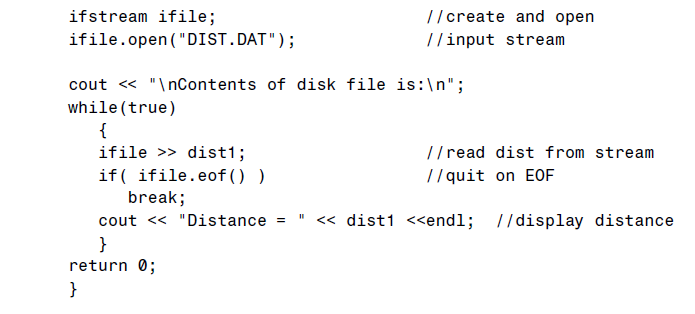 ifstream ifile;                      //create and open
ifile.open("DIST.DAT");              //input stream

cout << "\nContents of disk file is:\n";
while(true)
   {
   ifile >> dist1;                   //read dist from stream
   if( ifile.eof() )                 //quit on EOF
      break;
   cout << "Distance = " << dist1 <<endl;  //display distance
   }
return 0;
}